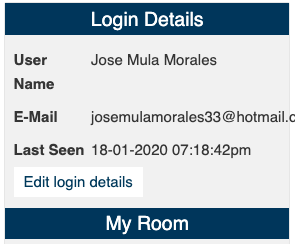 Login Details
User Jose Mula Morales
Name
E-Mail josemulamorales33@hotmail.c
Last Seen 18-01-2020 07:18:42pm
Edit login details
My Room